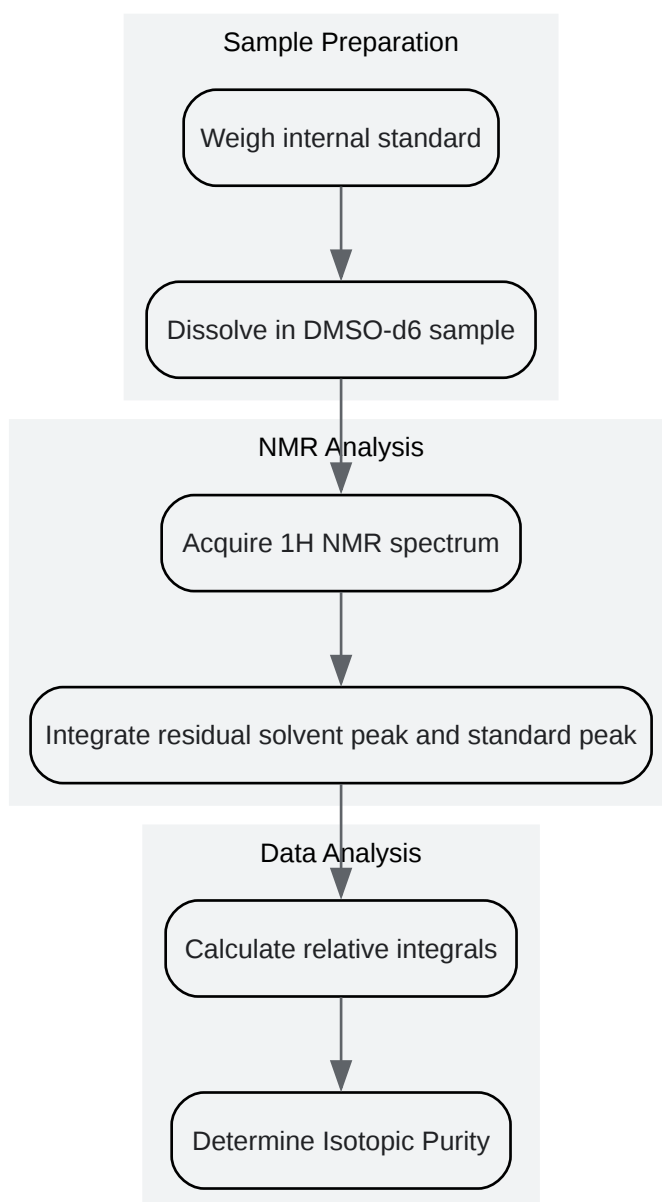 Sample Preparation
Weigh internal standard
Dissolve in DMSO-d6 sample
NMR Analysis
Acquire 1H NMR spectrum
Integrate residual solvent peak and standard peak
Data Analysis
Calculate relative integrals
Determine Isotopic Purity